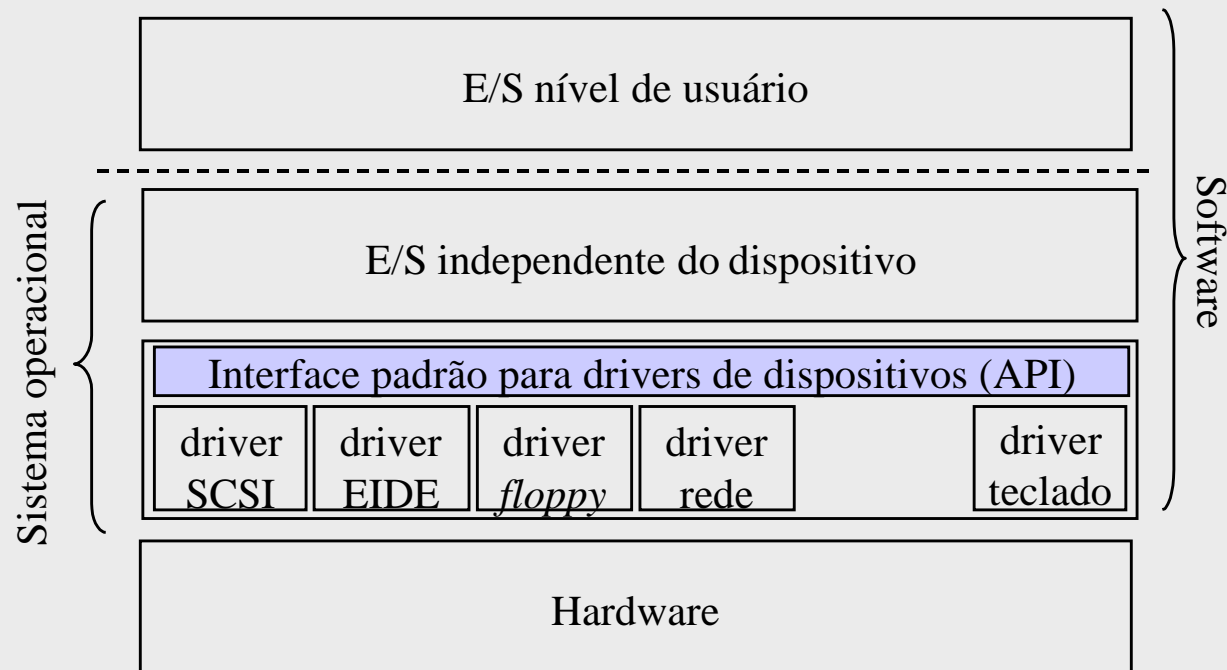 E/S nível de usuário
Sistema operacional
Software
E/S independente do dispositivo
Interface padrão para drivers de dispositivos (API)
driver
SCSI
driver
EIDE
driver
floppy
driver
rede
driver
teclado
Hardware